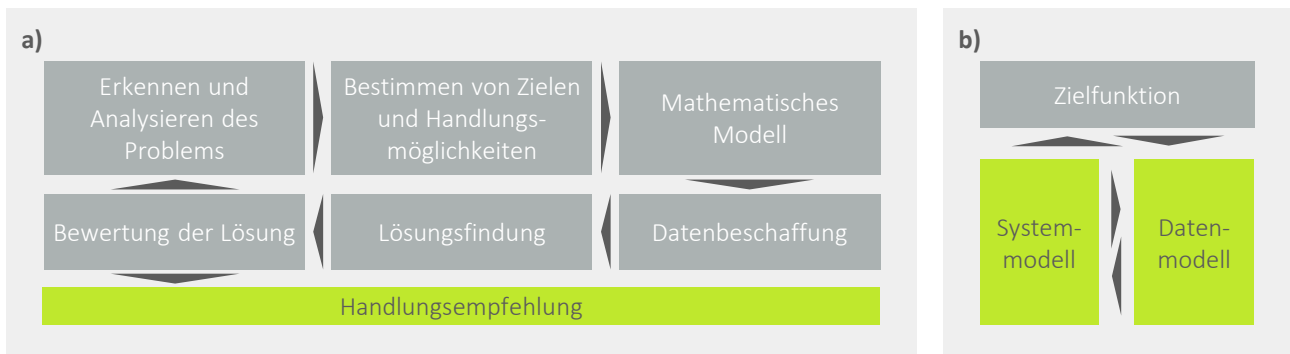 a)
Erkennen und
Analysieren des
Problems
Bestimmen von Zielen
und Handlungs-
möglichkeiten
Mathematisches
Modell
Bewertung der Lösung
Lösungsfindung
Datenbeschaffung
Handlungsempfehlung
b)
Zielfunktion
System-
modell
Daten-
modell